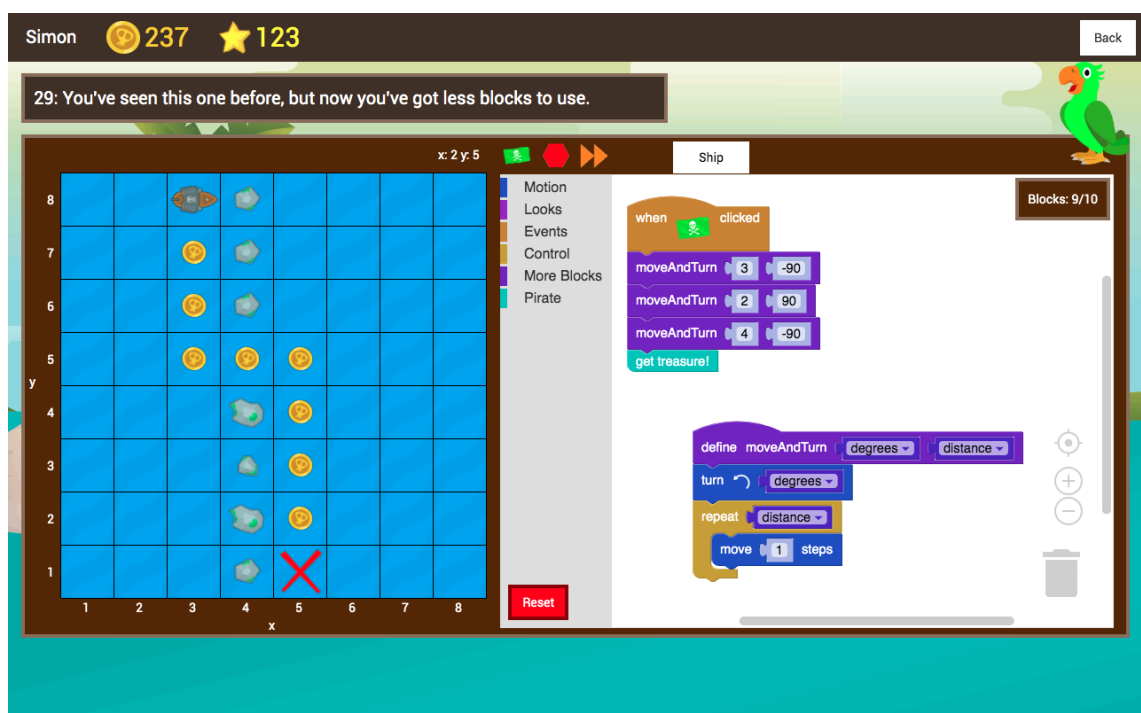 Simon 237 123 Back
29: You've seen this one before, but now you've got less blocks to use.
x: 2 y: 5
Ship
8
7
6
5
y
4
3
2
1
1 2 3 4 5 6 7 8
x
Motion
Looks
Events
Control
More Blocks
Pirate
Reset
Blocks: 9/10
when clicked
moveAndTurn 3 -90
moveAndTurn 2 90
moveAndTurn 4 -90
get treasure!
define moveAndTurn degrees distance
turn degrees
repeat distance
move 1 steps